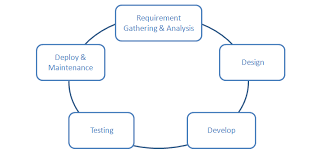 Requirement
Gathering & Analysis
Deploy &
Maintenance
Design
Testing
Develop